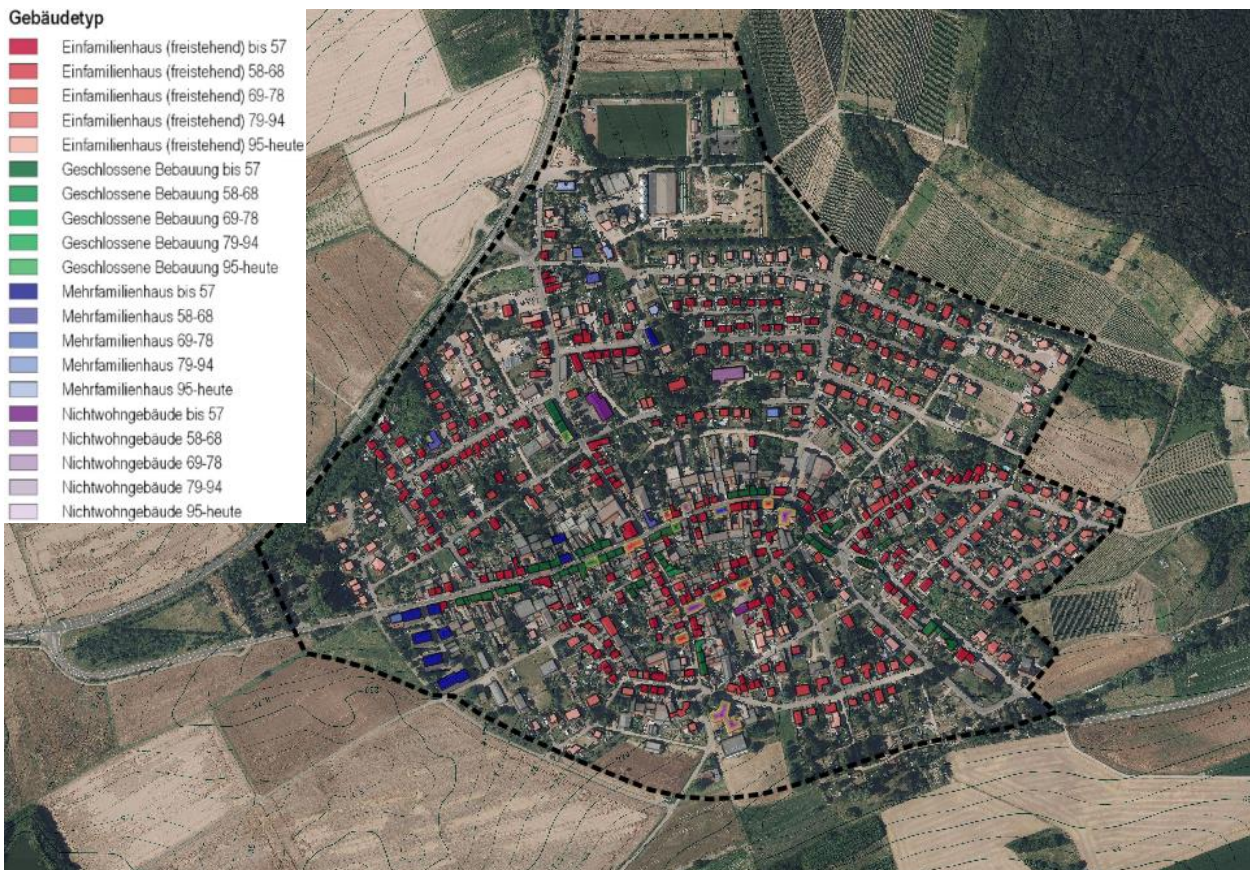 Gebäudetyp
Einfamilienhaus (freistehend) bis 57
Einfamilienhaus (freistehend) 58-68
Einfamilienhaus (freistehend) 69-78
Einfamilienhaus (freistehend) 79-94
Einfamilienhaus (freistehend) 95-heute
Geschlossene Bebauung bis 57
Geschlossene Bebauung 58-68
Geschlossene Bebauung 69-78
Geschlossene Bebauung 79-94
Geschlossene Bebauung 95-heute
Mehrfamilienhaus bis 57
Mehrfamilienhaus 58-68
Mehrfamilienhaus 69-78
Mehrfamilienhaus 79-94
Mehrfamilienhaus 95-heute
Nichtwohngebäude bis 57
Nichtwohngebäude 58-68
Nichtwohngebäude 69-78
Nichtwohngebäude 79-94
Nichtwohngebäude 95-heute